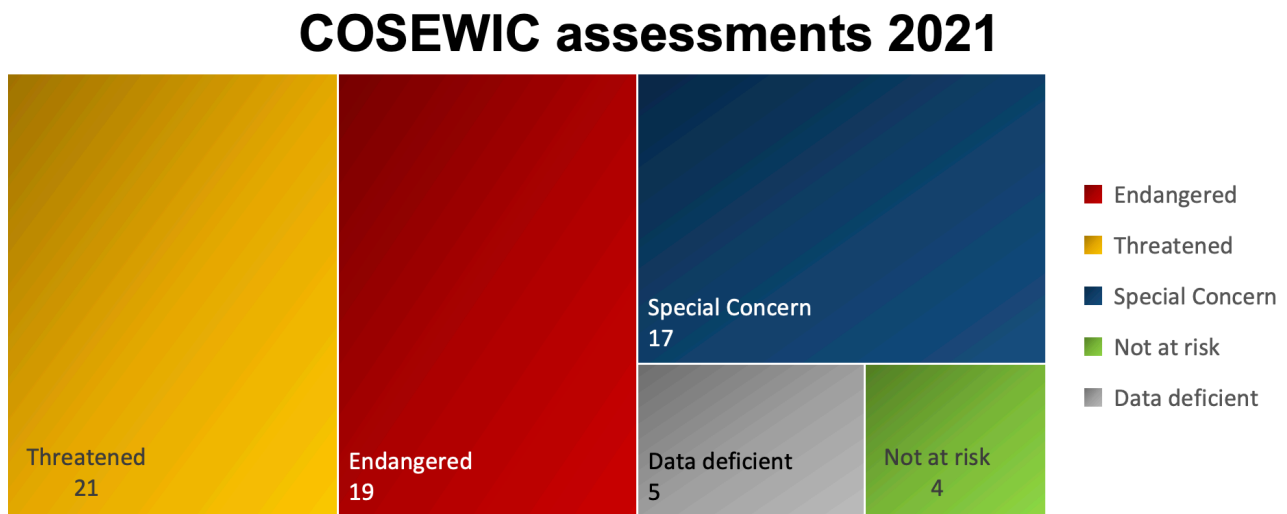 COSEWIC assessments 2021
Threatened
21
Endangered
19
Special Concern
17
Data deficient
5
Not at risk
4
Endangered
Threatened
Special Concern
Not at risk
Data deficient